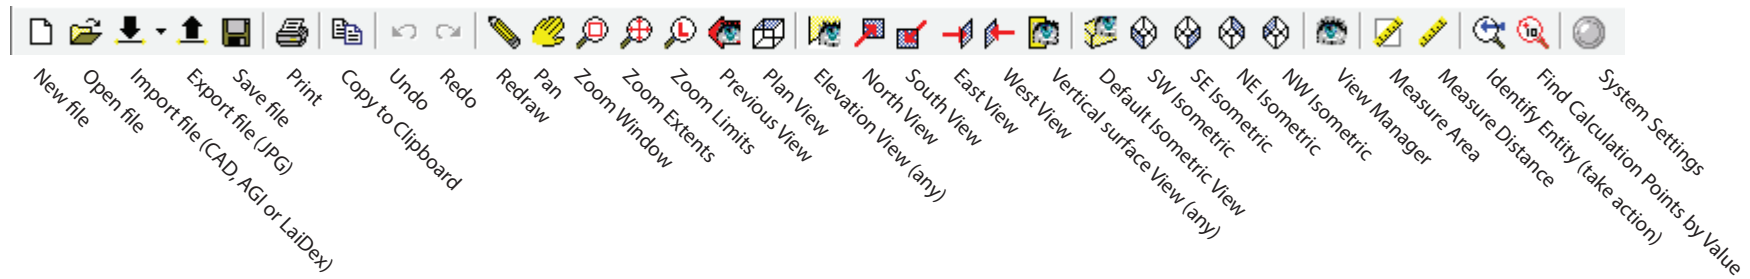 New file
Open file
Import file (CAD, AGI or LaiDex)
Export file (JPG)
Save file
Print
Copy to Clipboard
Undo
Redo
Redraw
Pan
Zoom Window
Zoom Extents
Zoom Limits
Previous View
Plan View
Elevation View (any)
North View
South View
East View
West View
Vertical surface View (any)
Default Isometric View
SW Isometric
SE Isometric
NE Isometric
NW Isometric
View Manager
Measure Area
Measure Distance
Identify Entity (take action)
Find Calculation Points by Value
System Settings